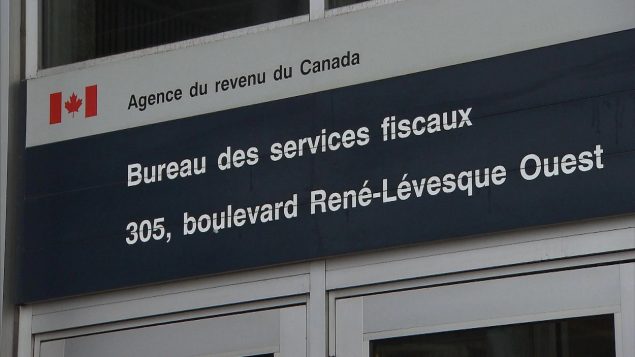 Agence du revenu du Canada
Bureau des services fiscaux
305, boulevard René-Lévesque Ouest